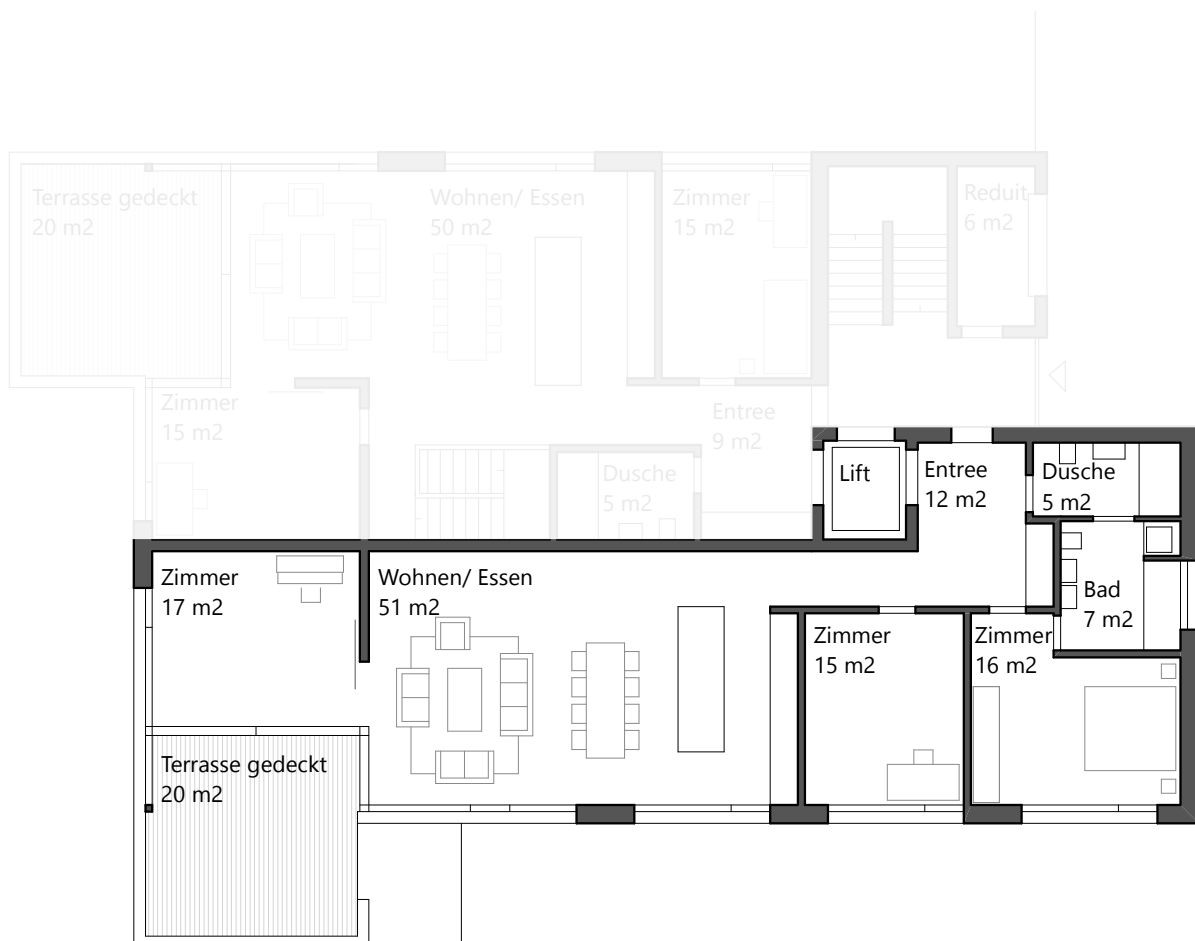 Terrasse gedeckt
20 m2
Wohnen/ Essen
50 m2
Zimmer
15 m2
Reduit
6 m2
Zimmer
15 m2
Entree
9 m2
Dusche
5 m2
Lift
Entree
12 m2
Dusche
5 m2
Zimmer
17 m2
Wohnen/ Essen
51 m2
Bad
7 m2
Zimmer
15 m2
Zimmer
16 m2
Terrasse gedeckt
20 m2